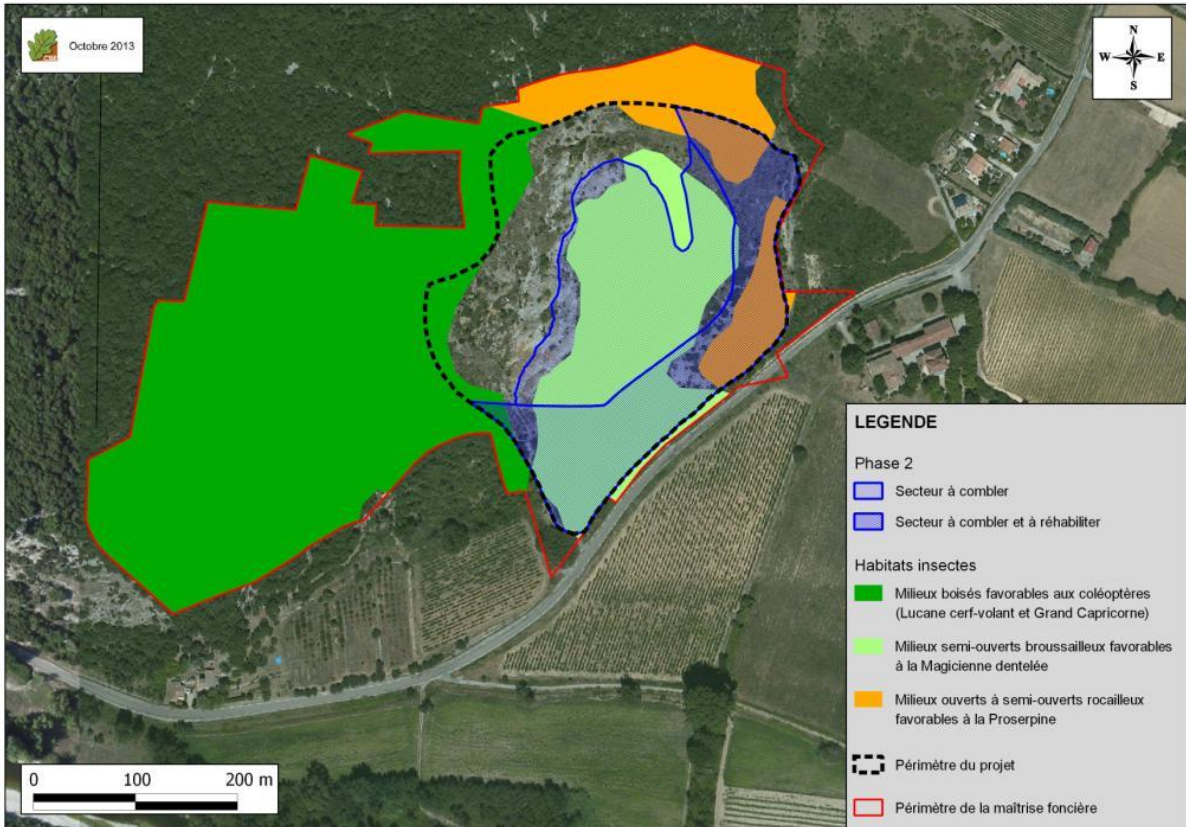 Octobre 2013
N
W E
S
LEGENDE
Phase 2
Secteur à combler
Secteur à combler et à réhabiliter
Habitats insectes
Milieux boisés favorables aux coléoptères
(Lucane cerf-volant et Grand Capricorne)
Milieux semi-ouverts broussailleux favorables
à la Magicienne dentelée
Milieux ouverts à semi-ouverts rocailleux
favorables à la Proserpine
Périmètre du projet
Périmètre de la maîtrise foncière
0 100 200 m